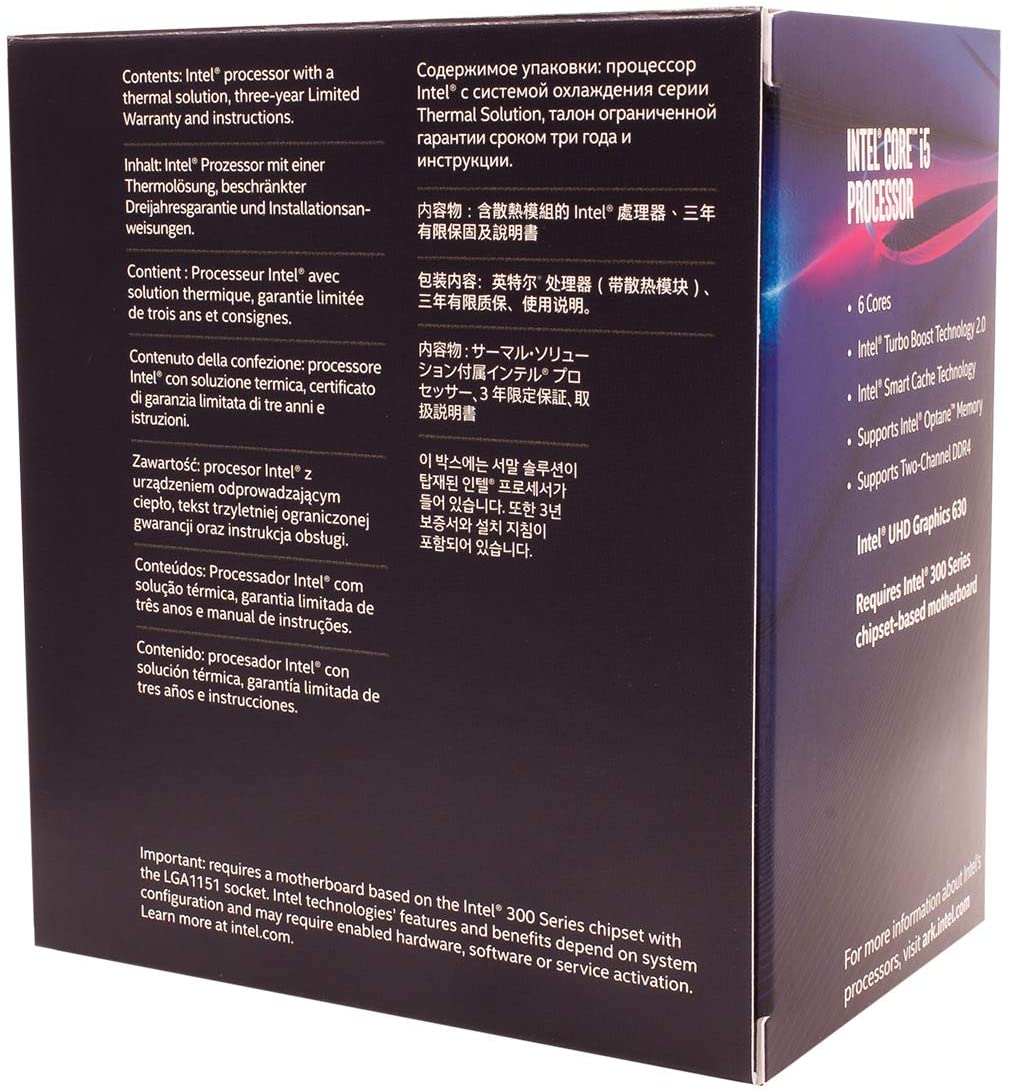 Contents: Intel® processor with a
thermal solution, three-year Limited
Warranty and instructions.
Inhalt: Intel® Prozessor mit einer
Thermolösung, beschränkter
Dreijahresgarantie und Installationsan-
weisungen.
Contient : Processeur Intel® avec
solution thermique, garantie limitée
de trois ans et consignes.
Contenuto della confezione: processore
Intel® con soluzione termica, certificato
di garanzia limitata di tre anni e
istruzioni.
Zawartość: procesor Intel® z
urządzeniem odprowadzającym
ciepło, tekst trzyletniej ograniczonej
gwarancji oraz instrukcja obsługi.
Conteúdos: Processador Intel® com
solução térmica, garantia limitada de
três anos e manual de instruções.
Contenido: procesador Intel® con
solución térmica, garantía limitada de
tres años e instrucciones.
Содержимое упаковки: процессор
Intel® с системой охлаждения серии
Thermal Solution, талон ограниченной
гарантии сроком три года и
инструкции.
内容物：含散熱模組的 Intel® 處理器、三年
有限保固及說明書
包装内容: 英特尔® 处理器（带散热模块）、
三年有限质保、使用说明。
内容物：サーマル・ソリュー
ション付属インテル® プロ
セッサー、3 年限定保証、取
扱説明書
이 박스에는 서말 솔루션이
탑재된 인텔® 프로세서가
들어 있습니다. 또한 3년
보증서와 설치 지침이
포함되어 있습니다.
Important: requires a motherboard based on the Intel® 300 Series chipset with
the LGA1151 socket. Intel technologies' features and benefits depend on system
configuration and may require enabled hardware, software or service activation.
Learn more at intel.com.
INTEL® CORE™ i5
PROCESSOR
• 6 Cores
• Intel® Turbo Boost Technology 2.0
• Intel® Smart Cache Technology
• Supports Intel® Optane™ Memory
• Supports Two-Channel DDR4
Intel® UHD Graphics 630
Requires Intel® 300 Series
chipset-based motherboard
For more information about Intel's
processors, visit ark.intel.com